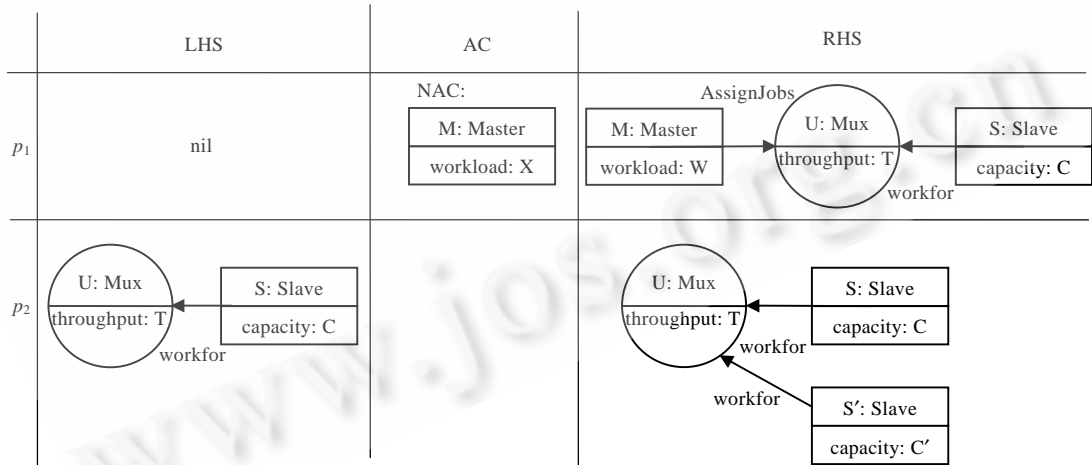 LHS
AC
RHS
p1
nil
NAC:
M: Master
workload: X
AssignJobs
M: Master
workload: W
U: Mux
throughput: T
S: Slave
capacity: C
workfor
p2
U: Mux
throughput: T
S: Slave
capacity: C
workfor
U: Mux
throughput: T
S: Slave
capacity: C
workfor
workfor
S′: Slave
capacity: C′
www.jos.org.cn